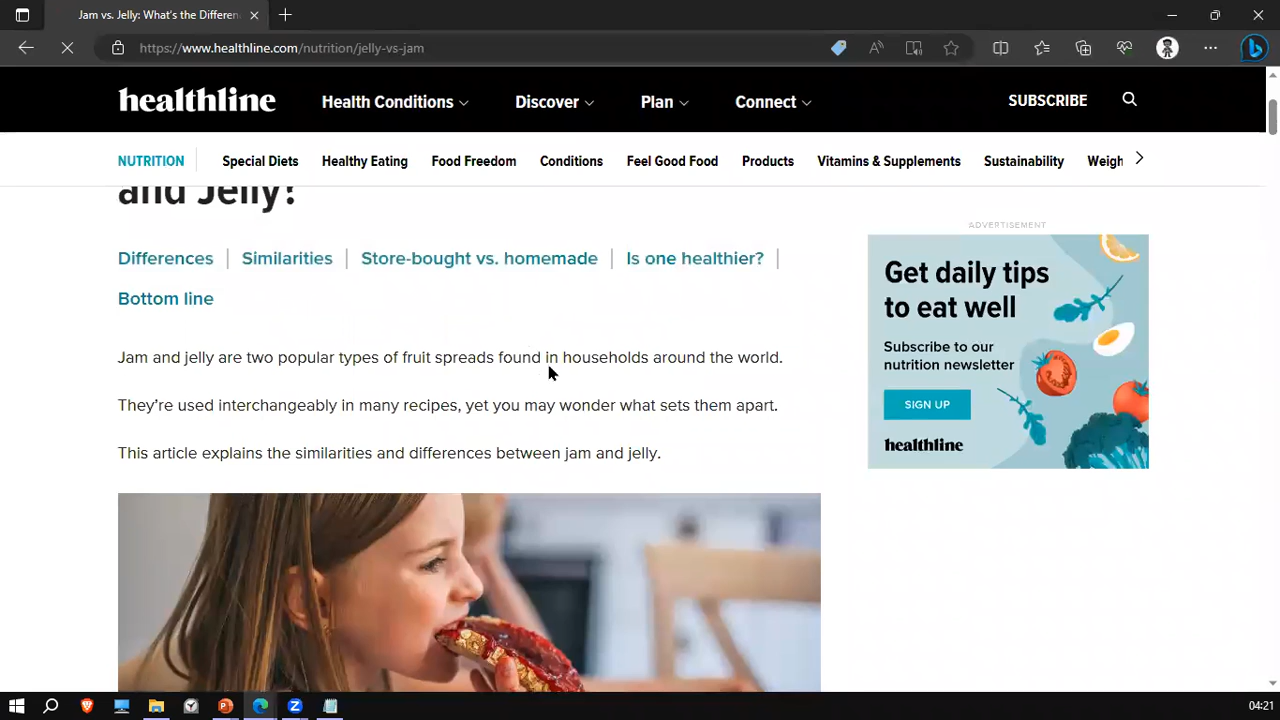 Jam vs. Jelly: What's the Differen
https://www.healthline.com/nutrition/jelly-vs-jam
healthline
Health Conditions
Discover
Plan
Connect
SUBSCRIBE
NUTRITION
Special Diets
Healthy Eating
Food Freedom
Conditions
Feel Good Food
Products
Vitamins & Supplements
Sustainability
Weigh
and Jelly?
Differences
Similarities
Store-bought vs. homemade
Is one healthier?
Bottom line
Jam and jelly are two popular types of fruit spreads found in households around the world.
They’re used interchangeably in many recipes, yet you may wonder what sets them apart.
This article explains the similarities and differences between jam and jelly.
ADVERTISEMENT
Get daily tips
to eat well
Subscribe to our
nutrition newsletter
SIGN UP
healthline
04:21